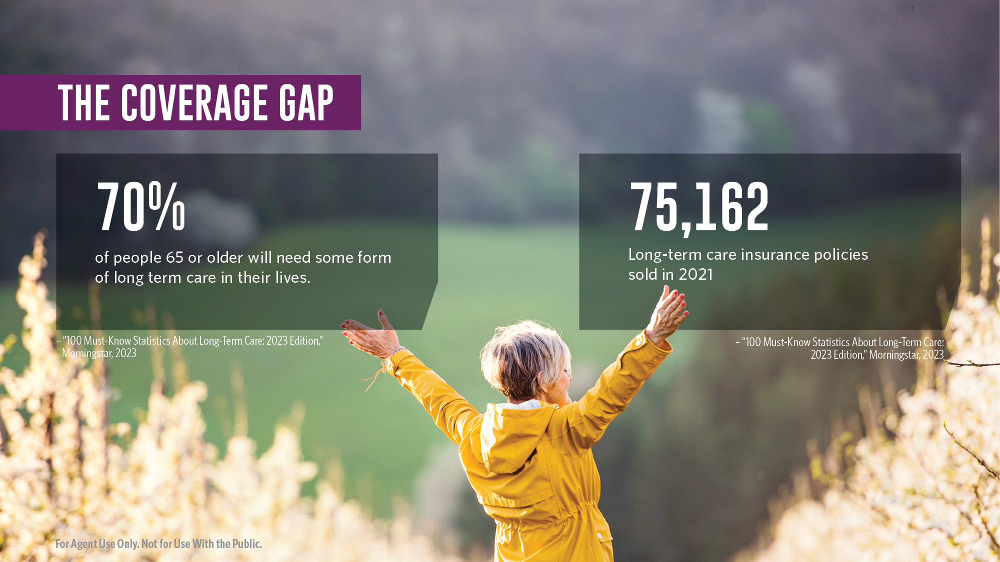 THE COVERAGE GAP
70%
of people 65 or older will need some form
of long term care in their lives.
– “100 Must-Know Statistics About Long-Term Care: 2023 Edition,”
Morningstar, 2023
75,162
Long-term care insurance policies
sold in 2021
– “100 Must-Know Statistics About Long-Term Care:
2023 Edition,” Morningstar, 2023
For Agent Use Only. Not for Use With the Public.